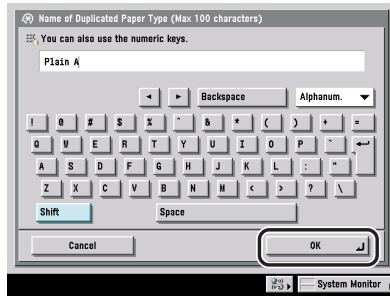 Name of Duplicated Paper Type (Max 100 characters)
You can also use the numeric keys.
Plain A
◄ ► Backspace Alphanum. ▼
! @ # $ % ^ & * ( ) + =
Q W E R T Y U I O P `
A S D F G H J K L : "
Z X C V B N M < > ? \
Shift Space
Cancel OK
System Monitor